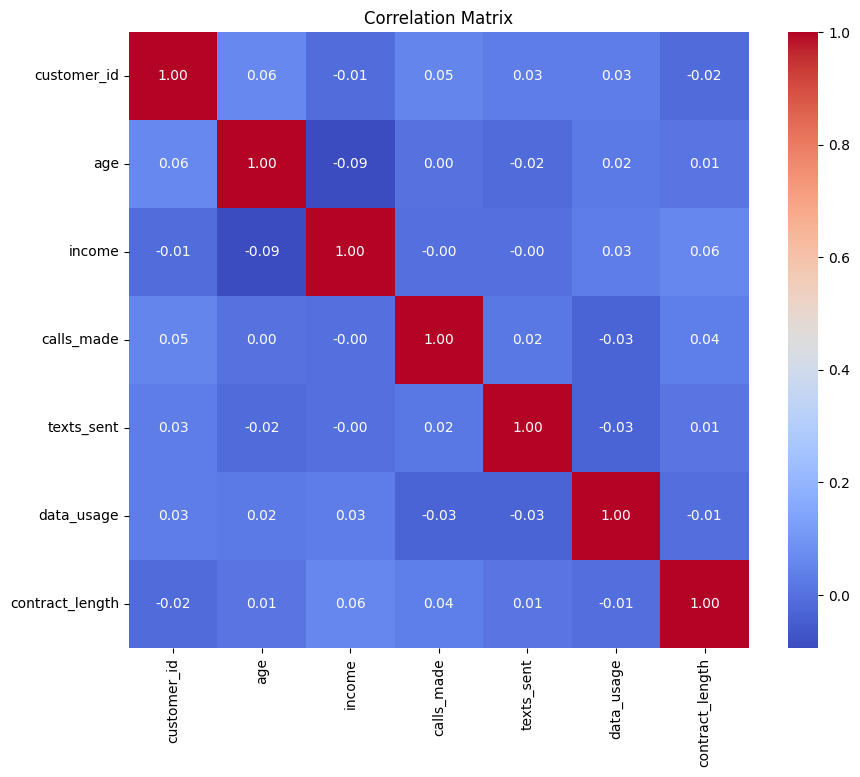 Correlation Matrix
customer_id 1.00 0.06 -0.01 0.05 0.03 0.03 -0.02
age 0.06 1.00 -0.09 0.00 -0.02 0.02 0.01
income -0.01 -0.09 1.00 -0.00 -0.00 0.03 0.06
calls_made 0.05 0.00 -0.00 1.00 0.02 -0.03 0.04
texts_sent 0.03 -0.02 -0.00 0.02 1.00 -0.03 0.01
data_usage 0.03 0.02 0.03 -0.03 -0.03 1.00 -0.01
contract_length -0.02 0.01 0.06 0.04 0.01 -0.01 1.00
customer_id age income calls_made texts_sent data_usage contract_length
1.0
0.8
0.6
0.4
0.2
0.0